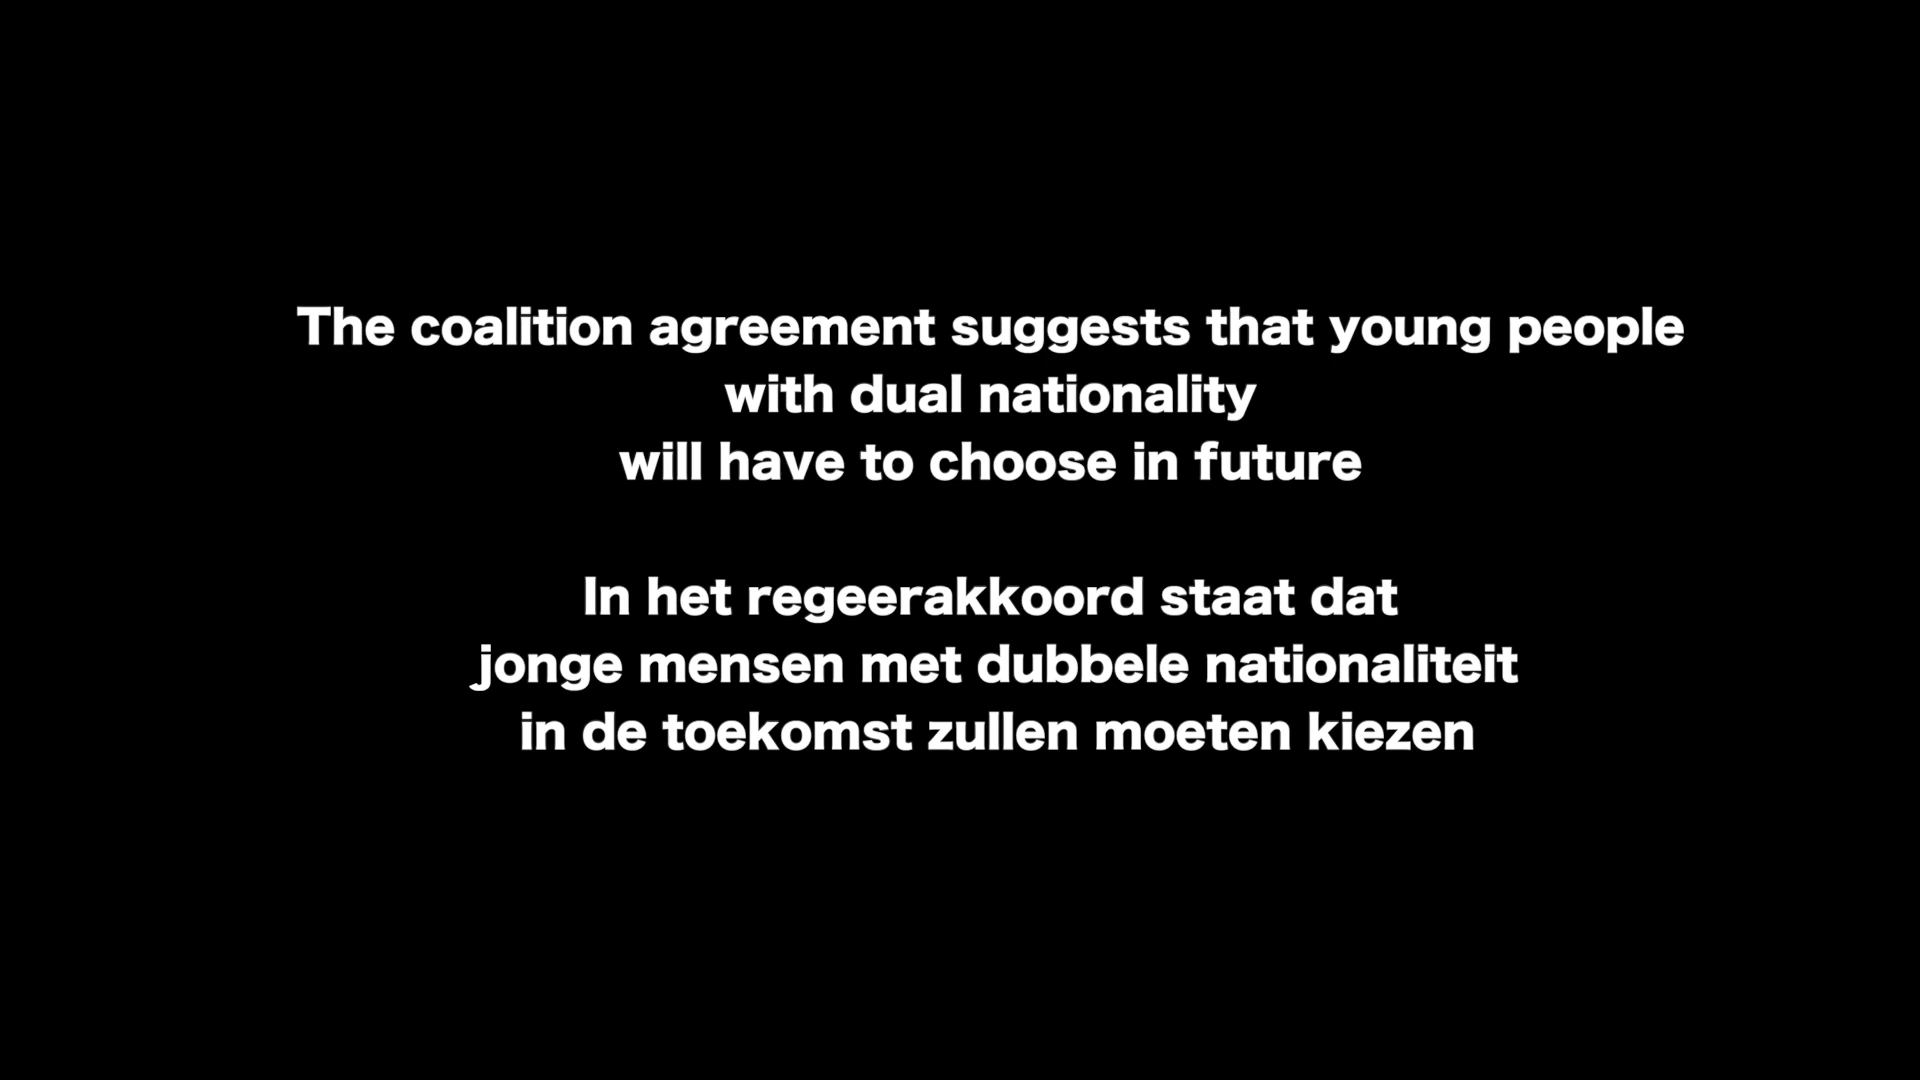 The coalition agreement suggests that young people
with dual nationality
will have to choose in future
In het regeerakkoord staat dat
jonge mensen met dubbele nationaliteit
in de toekomst zullen moeten kiezen